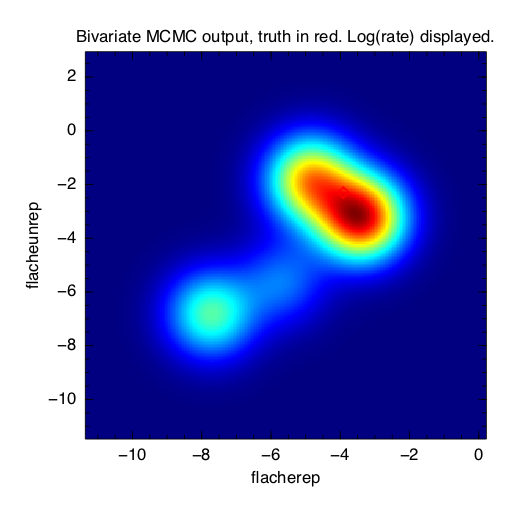 Bivariate MCMC output, truth in red. Log(rate) displayed.
2
0
−2
−4
−6
−8
−10
flacheunrep
−10 −8 −6 −4 −2 0
flacherep